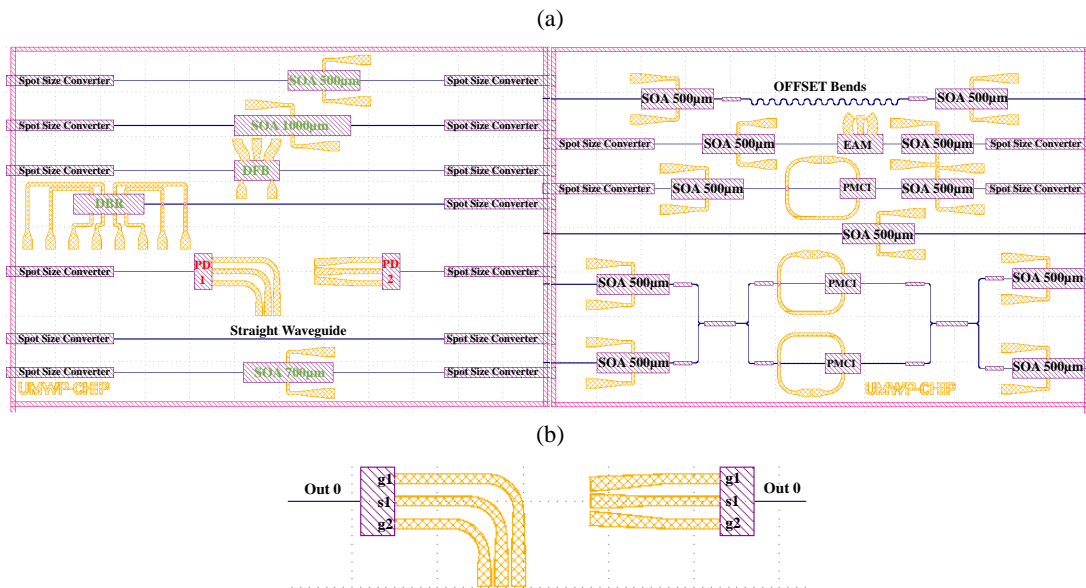 (a)
Spot Size Converter SOA 500μm Spot Size Converter
Spot Size Converter SOA 1000μm Spot Size Converter
Spot Size Converter DFB Spot Size Converter
DBR Spot Size Converter
Spot Size Converter PD 1 PD 2 Spot Size Converter
Straight Waveguide
Spot Size Converter Spot Size Converter
Spot Size Converter SOA 700μm Spot Size Converter
UMWP-CHIP
OFFSET Bends
SOA 500μm SOA 500μm
Spot Size Converter SOA 500μm EAM SOA 500μm Spot Size Converter
Spot Size Converter SOA 500μm PMCI SOA 500μm Spot Size Converter
SOA 500μm
SOA 500μm PMCI SOA 500μm
SOA 500μm PMCI SOA 500μm
UMWP-CHIP
(b)
Out 0 g1 g1 Out 0
s1 s1
g2 g2